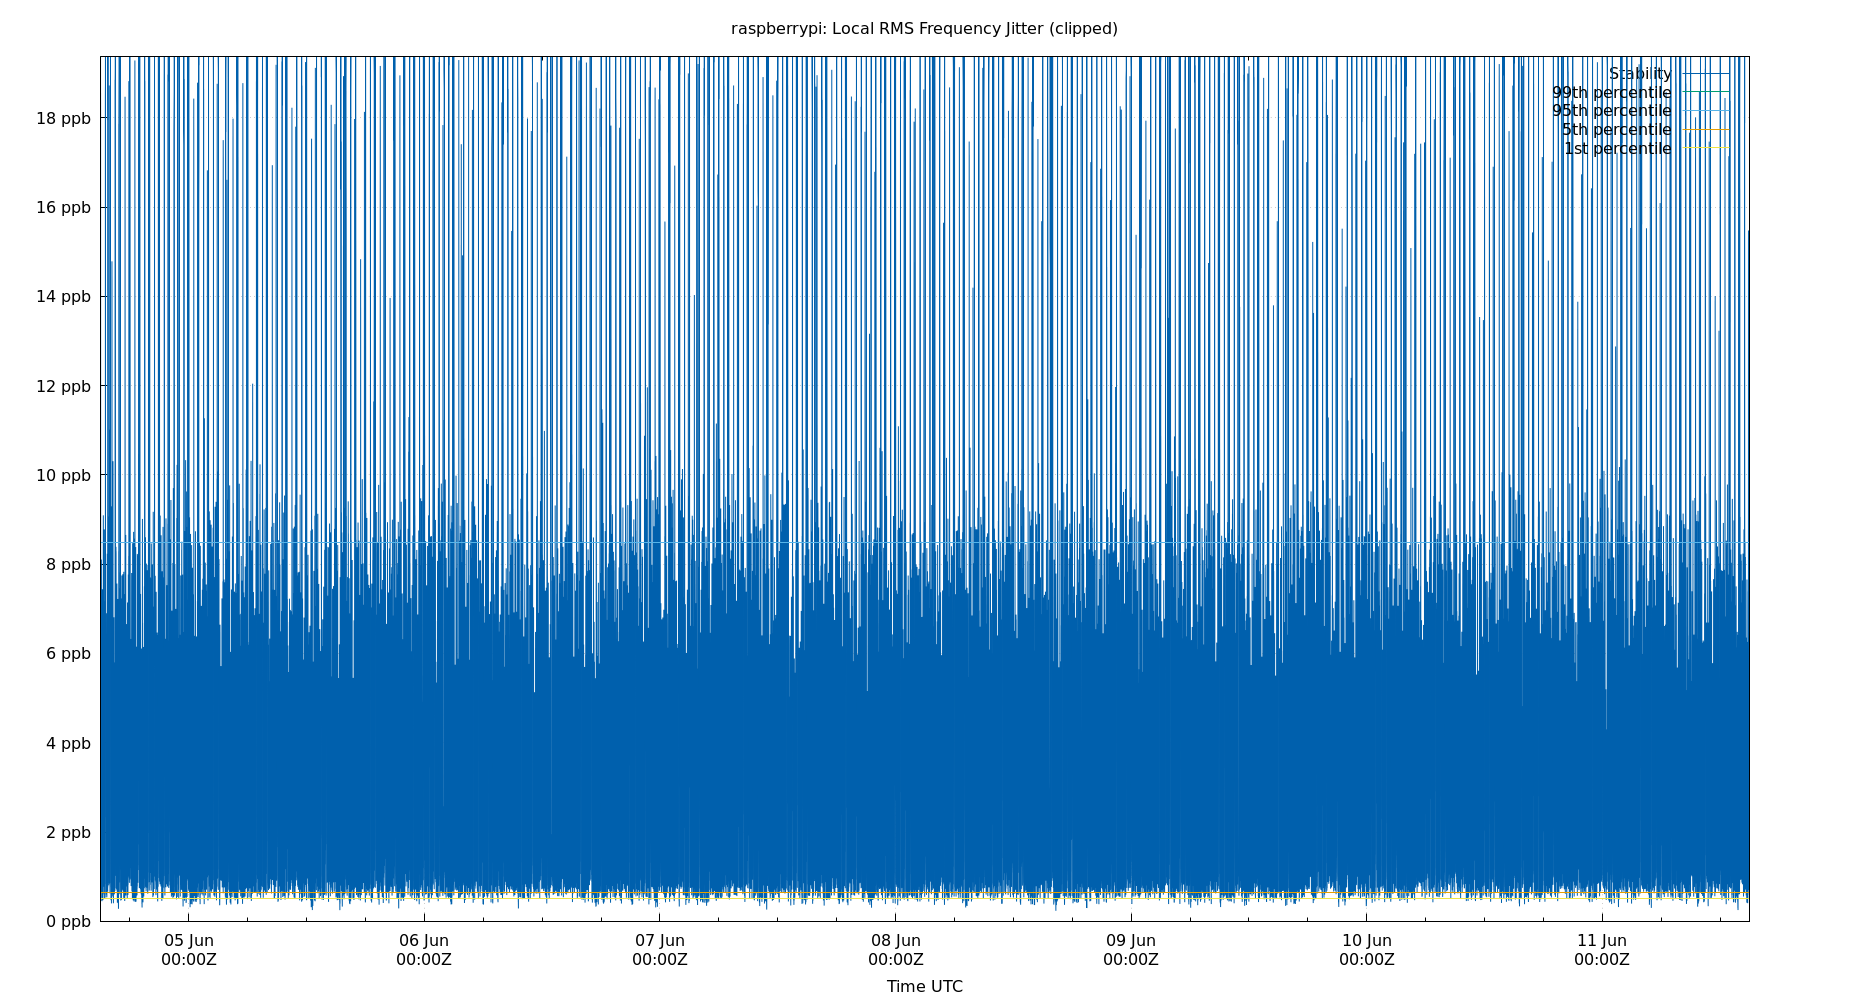 raspberrypi: Local RMS Frequency Jitter (clipped)
Stability
99th percentile
95th percentile
5th percentile
1st percentile
18 ppb
16 ppb
14 ppb
12 ppb
10 ppb
8 ppb
6 ppb
4 ppb
2 ppb
0 ppb
05 Jun 06 Jun 07 Jun 08 Jun 09 Jun 10 Jun 11 Jun
00:00Z 00:00Z 00:00Z 00:00Z 00:00Z 00:00Z 00:00Z
Time UTC